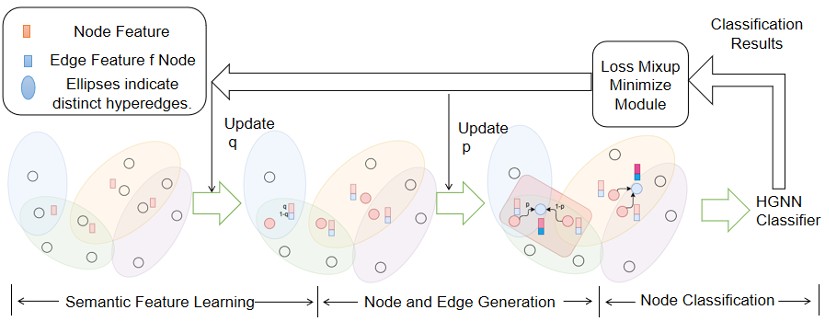 Node Feature
Edge Feature f Node
Ellipses indicate
distinct hyperedges.
Classification
Results
Loss Mixup
Minimize
Module
Update
q
Update
p
q
1-q
p
1-p
HGNN
Classifier
Semantic Feature Learning
Node and Edge Generation
Node Classification